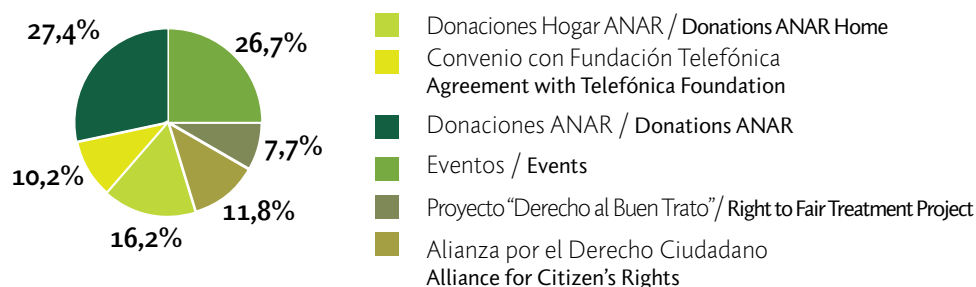 27,4%
26,7%
7,7%
11,8%
16,2%
10,2%
Donaciones Hogar ANAR / Donations ANAR Home
Convenio con Fundación Telefónica
Agreement with Telefónica Foundation
Donaciones ANAR / Donations ANAR
Eventos / Events
Proyecto “Derecho al Buen Trato”/ Right to Fair Treatment Project
Alianza por el Derecho Ciudadano
Alliance for Citizen’s Rights